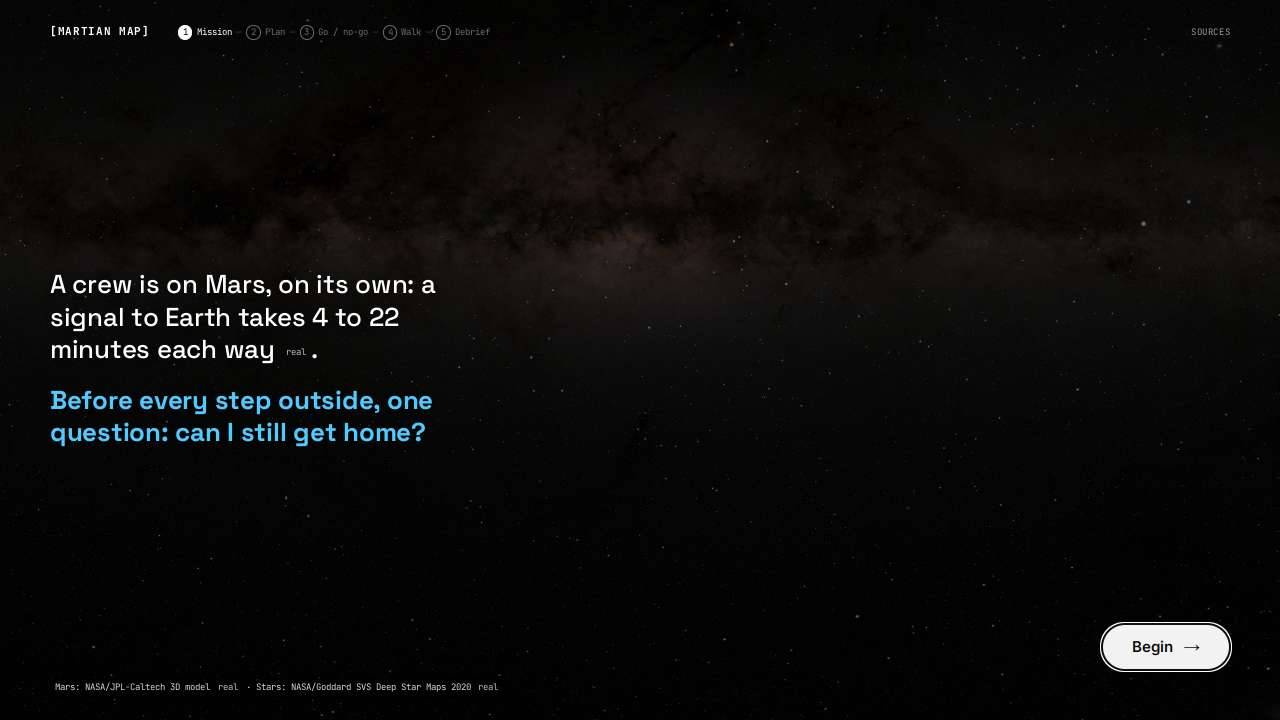 [MARTIAN MAP] 1 Mission 2 Plan 3 Go / no-go 4 Walk 5 Debrief SOURCES
A crew is on Mars, on its own: a
signal to Earth takes 4 to 22
minutes each way real .
Before every step outside, one
question: can I still get home?
Begin →
Mars: NASA/JPL-Caltech 3D model real · Stars: NASA/Goddard SVS Deep Star Maps 2020 real